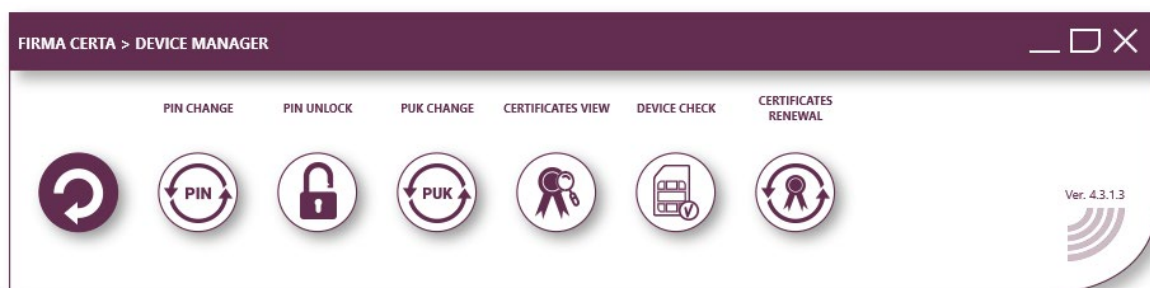 FIRMA CERTA > DEVICE MANAGER
PIN CHANGE
PIN UNLOCK
PUK CHANGE
CERTIFICATES VIEW
DEVICE CHECK
CERTIFICATES
RENEWAL
PIN
PUK
Ver. 4.3.1.3